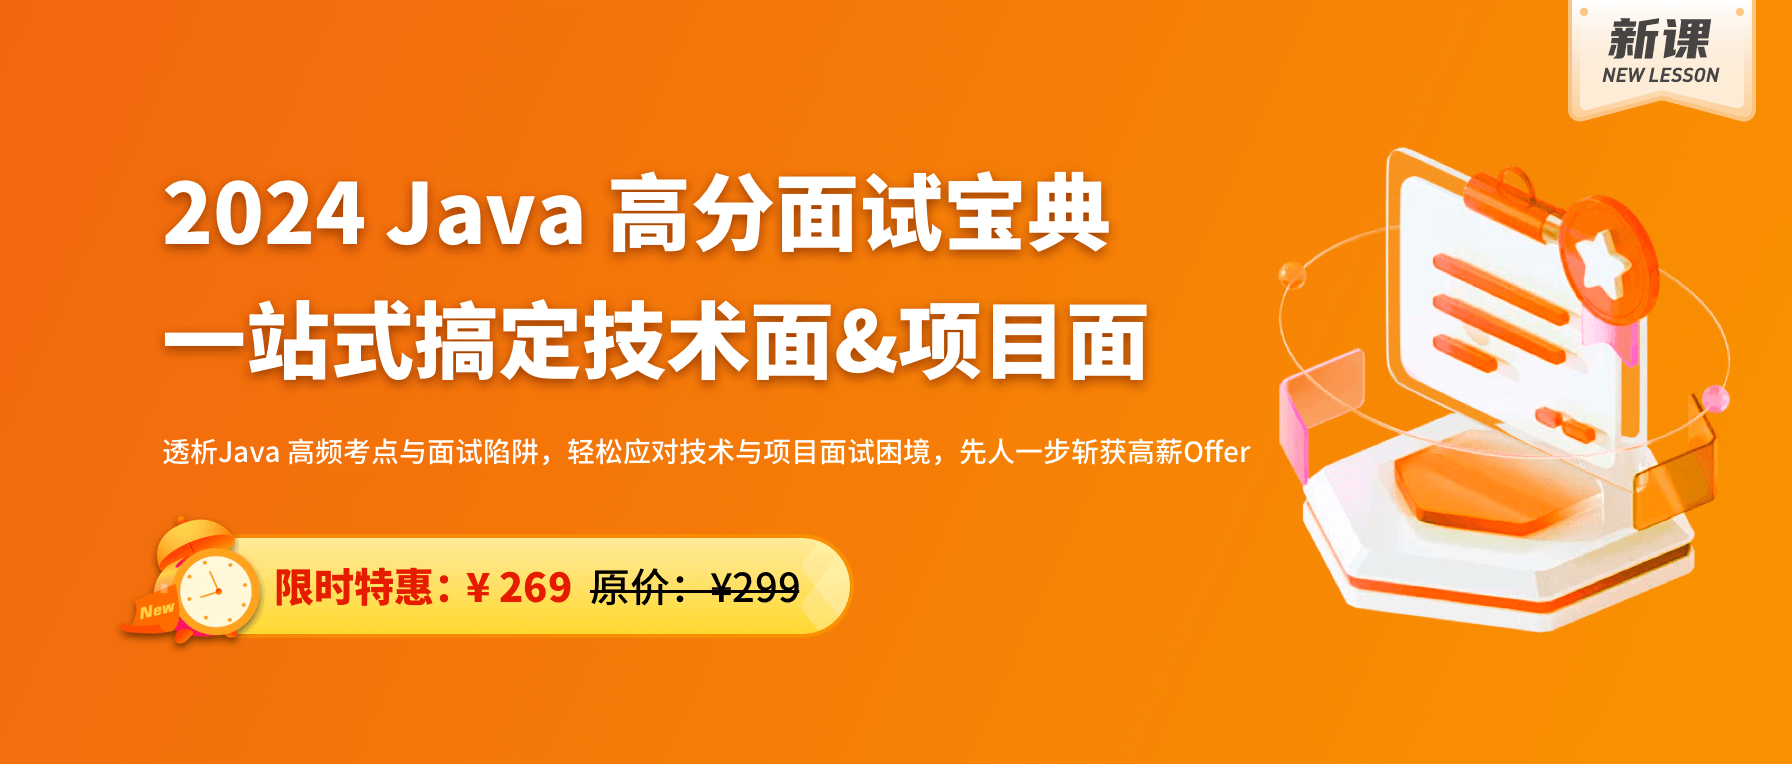 新课
NEW LESSON
2024 Java 高分面试宝典
一站式搞定技术面&项目面
透析Java 高频考点与面试陷阱，轻松应对技术与项目面试困境，先人一步斩获高薪Offer
New
限时特惠：¥ 269 原价：¥299